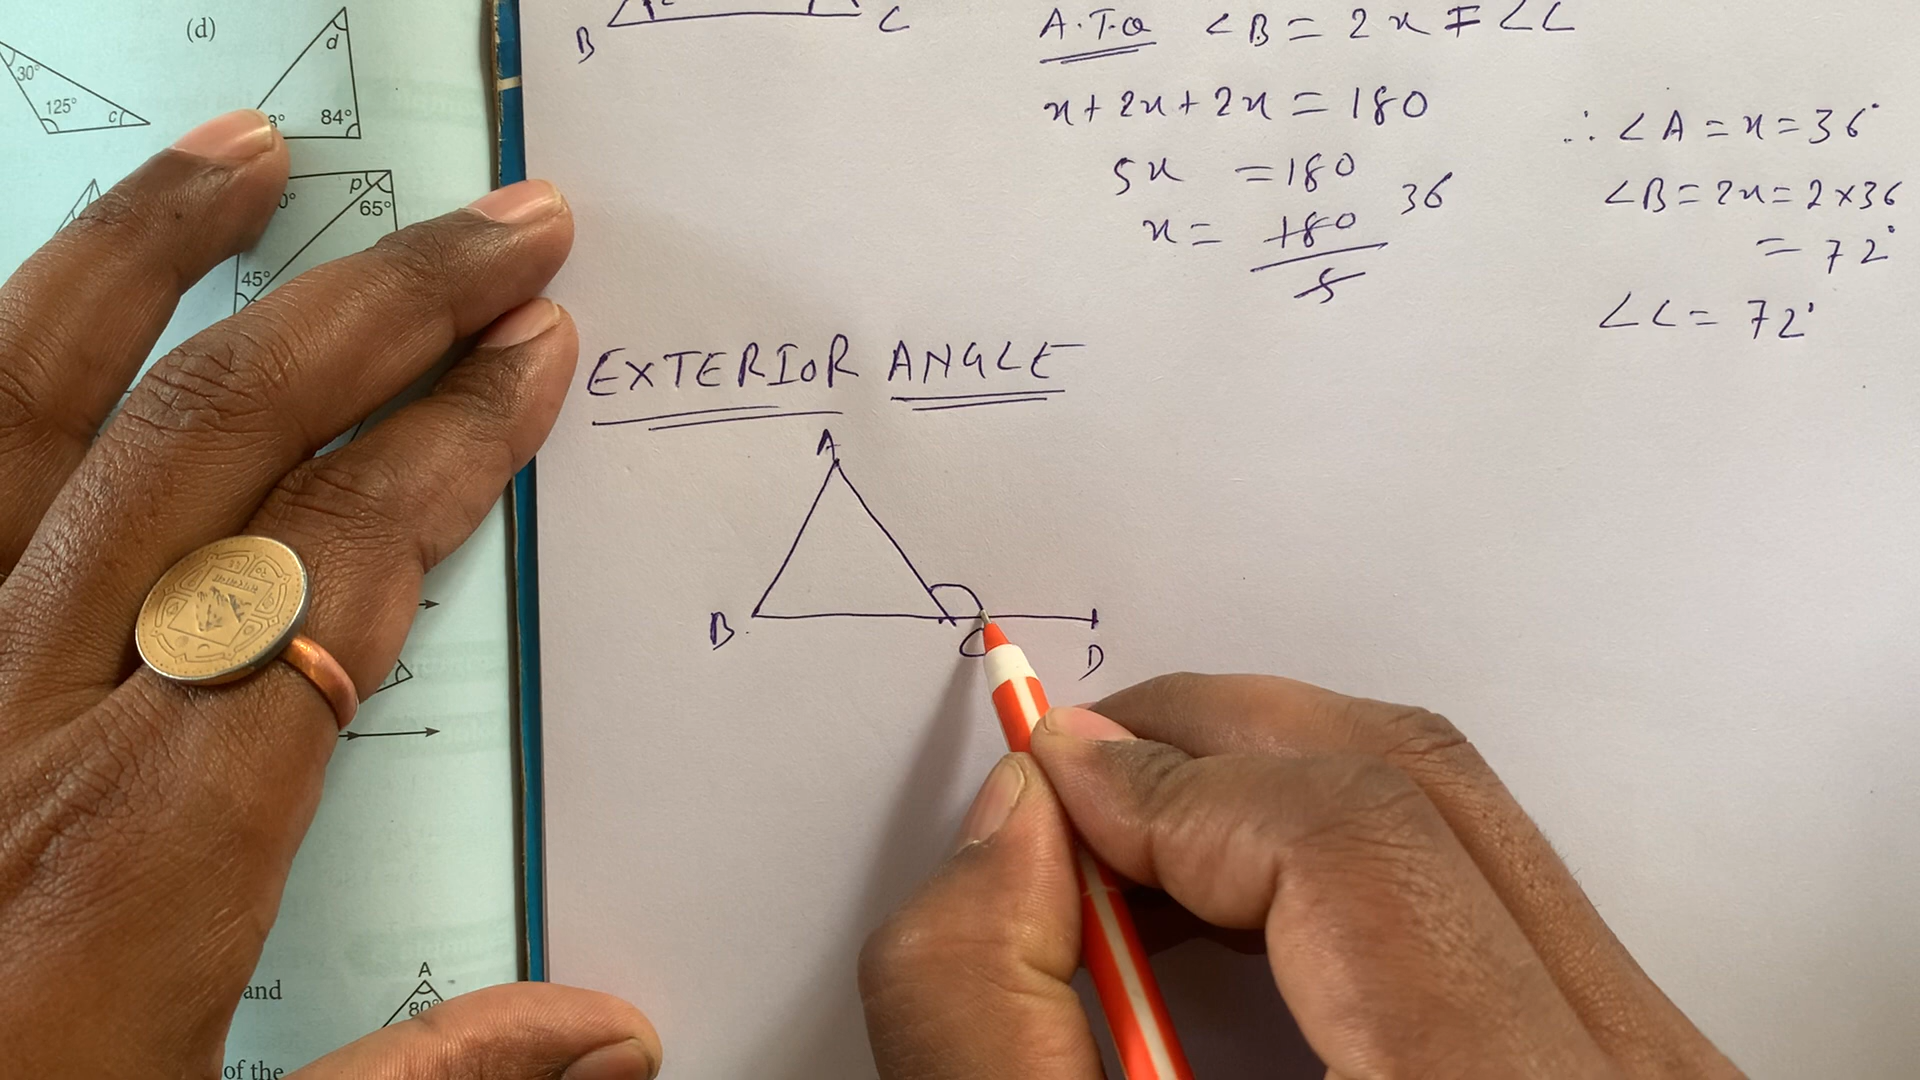 (d)
30°
125°
c
d
84°
p
65°
45°
A
80°
and
of the
B
C
A.T.Q ∠B = 2x = ∠C
x + 2x + 2x = 180
5x = 180
x = 180 36
5
∴ ∠A = x = 36°
∠B = 2x = 2×36
= 72°
∠C = 72°
EXTERIOR ANGLE
A
B
C
D